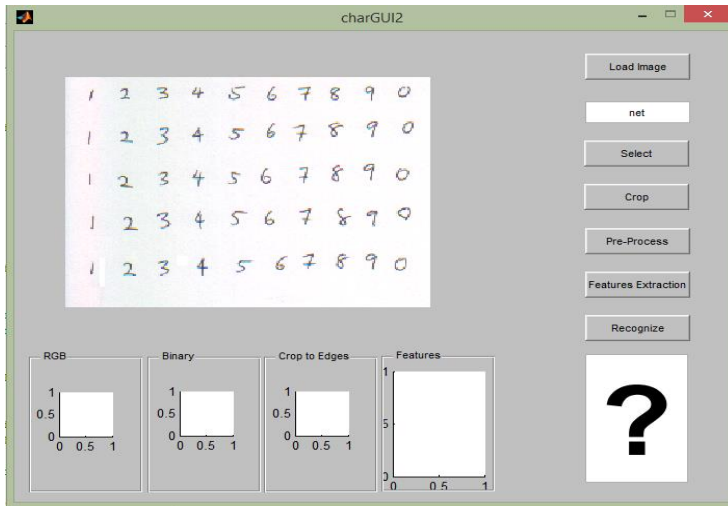 charGUI2
Load Image
net
Select
Crop
Pre-Process
Features Extraction
Recognize
1 2 3 4 5 6 7 8 9 0
1 2 3 4 5 6 7 8 9 0
1 2 3 4 5 6 7 8 9 0
1 2 3 4 5 6 7 8 9 0
1 2 3 4 5 6 7 8 9 0
RGB
1
0.5
0
0 0.5 1
Binary
1
0.5
0
0 0.5 1
Crop to Edges
1
0.5
0
0 0.5 1
Features
1
.5
0
0 0.5 1
?